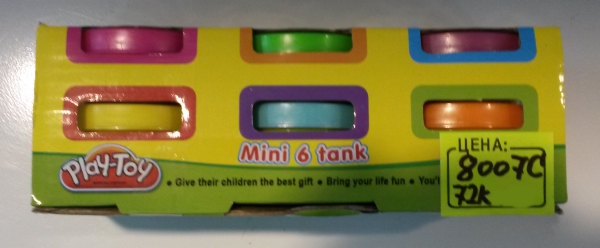 Mini 6 tank
PLAY-TOY
• Give their children the best gift • Bring your life fun • You'l
ЦЕНА:
8007С
72к